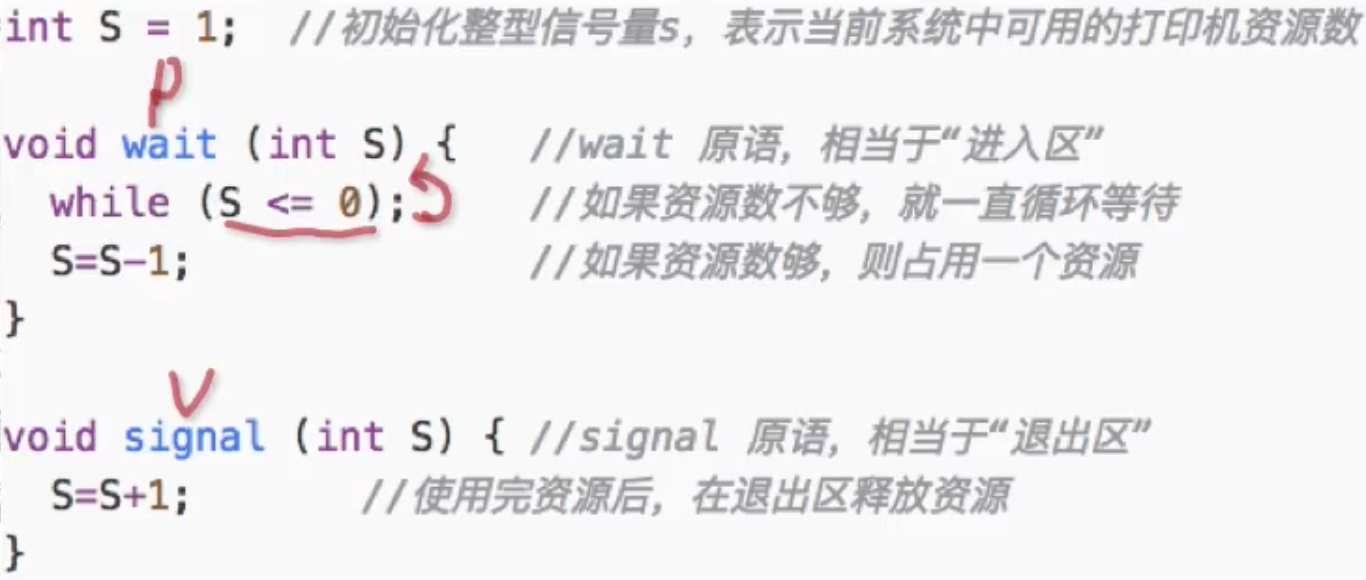 int S = 1;  //初始化整型信号量s，表示当前系统中可用的打印机资源数
P
void wait (int S) {  //wait 原语，相当于“进入区”
  while (S <= 0);  //如果资源数不够，就一直循环等待
  S=S-1;  //如果资源数够，则占用一个资源
}
V
void signal (int S) { //signal 原语，相当于“退出区”
  S=S+1;  //使用完资源后，在退出区释放资源
}